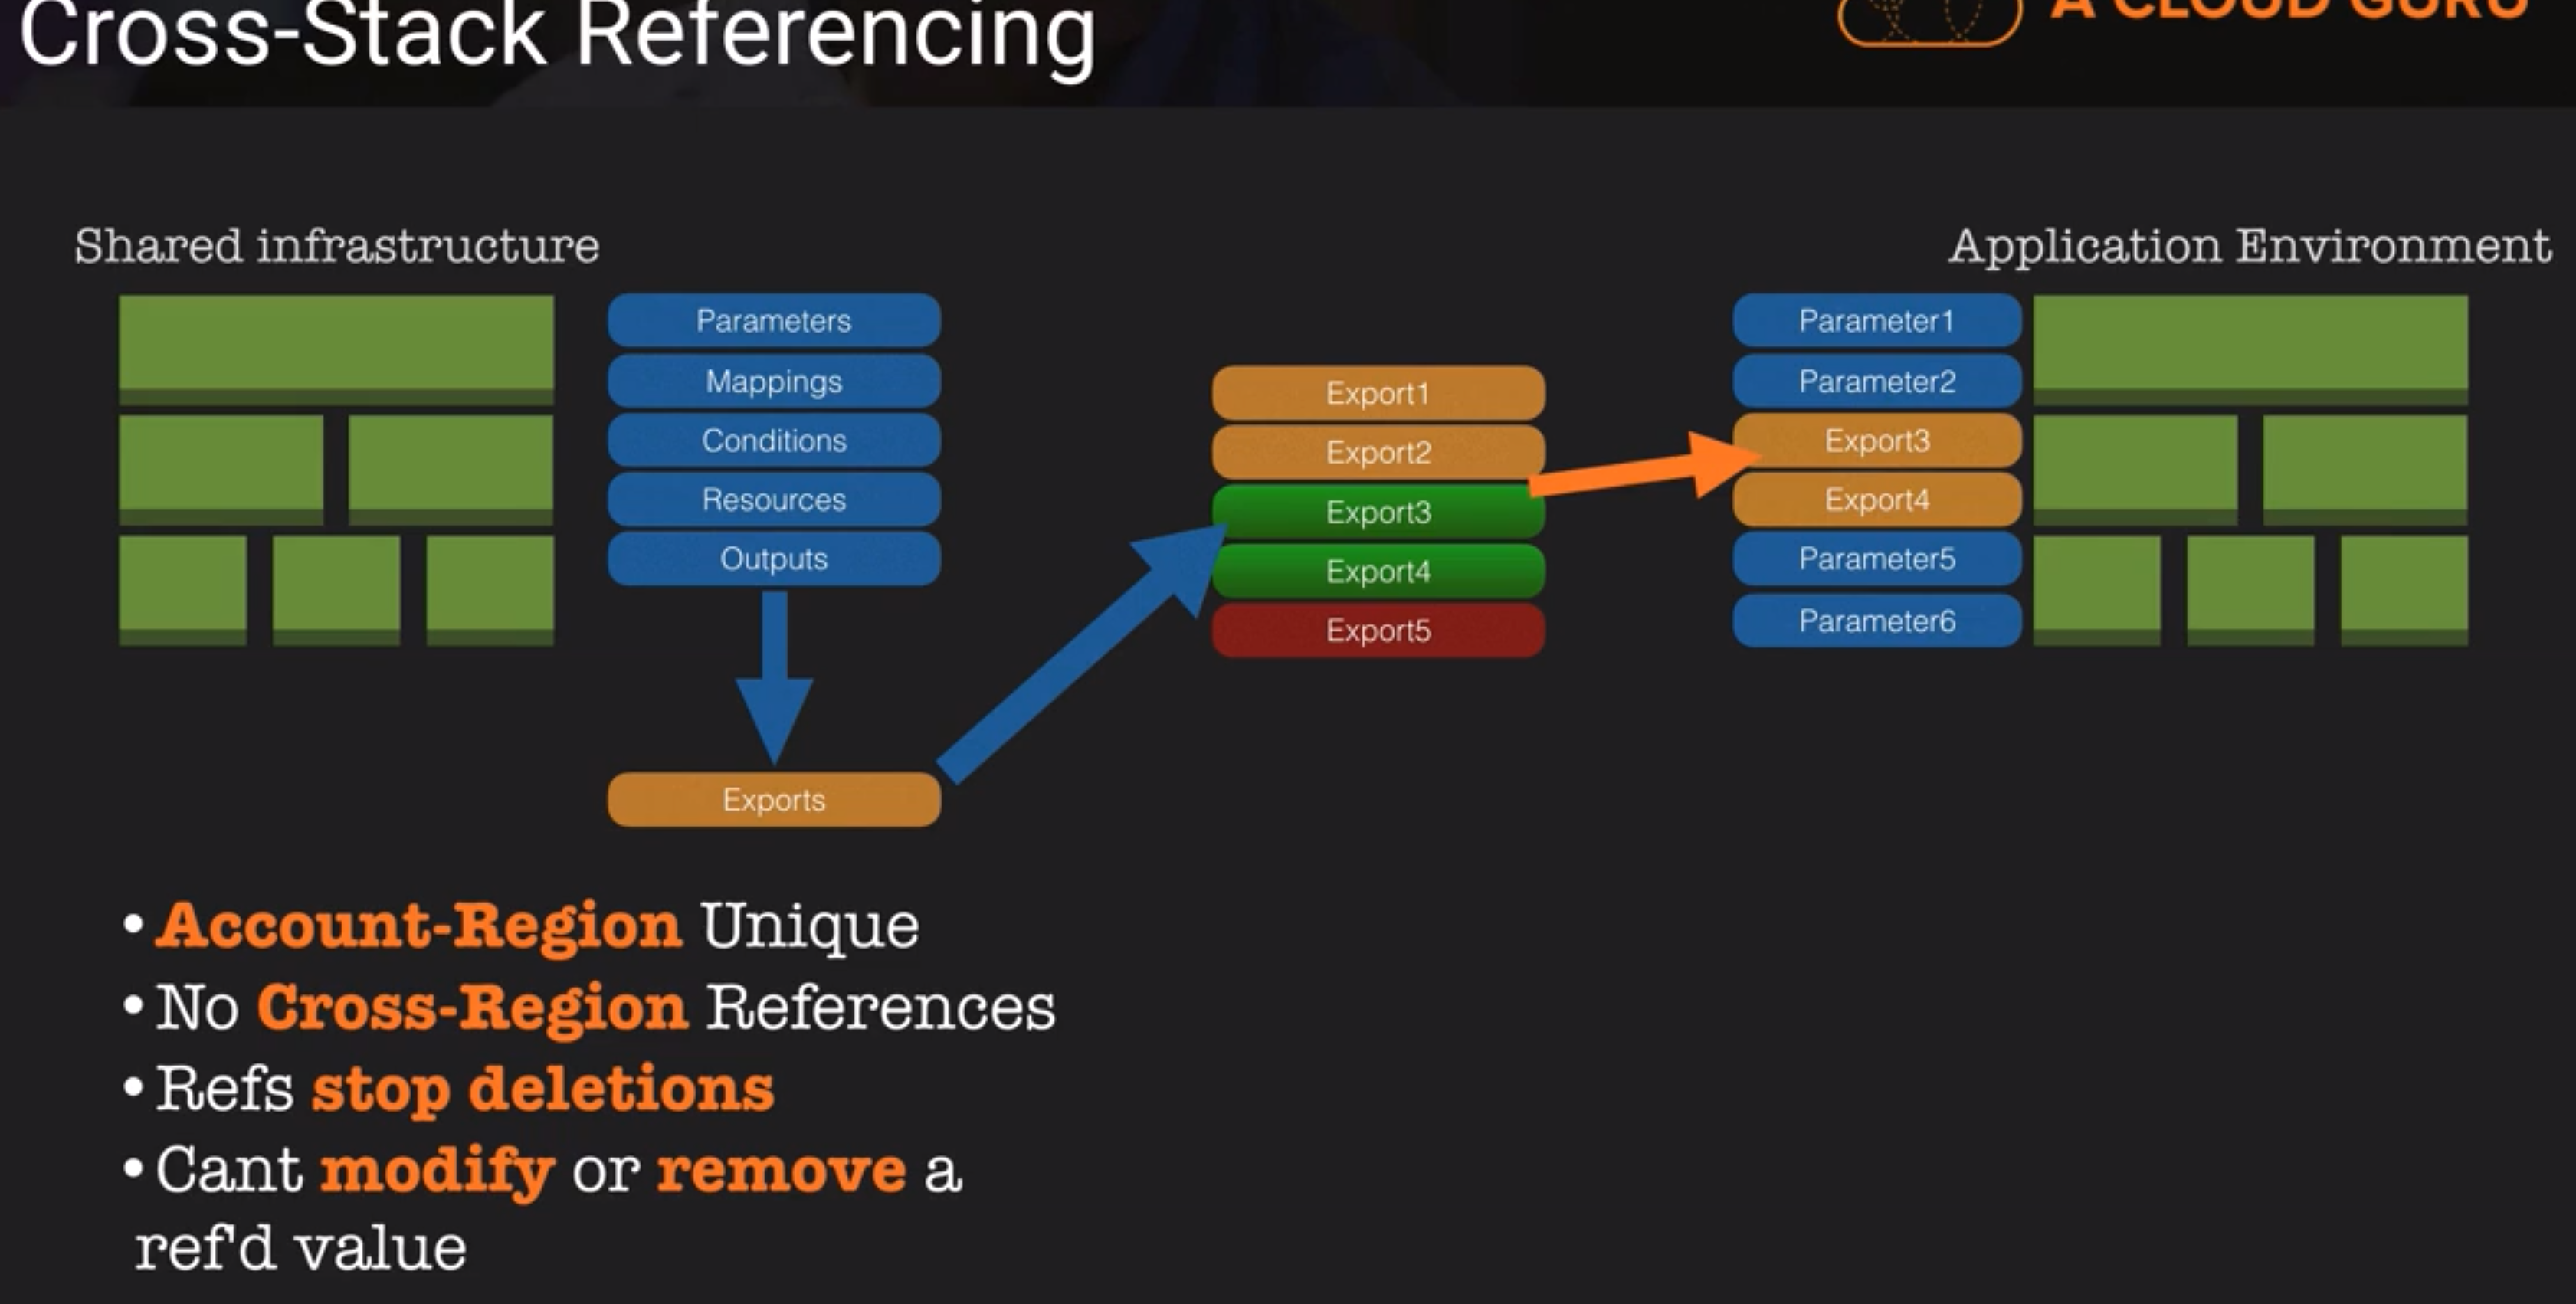 Cross-Stack Referencing
A CLOUD GURU
Shared infrastructure
Parameters
Mappings
Conditions
Resources
Outputs
Exports
Export1
Export2
Export3
Export4
Export5
Application Environment
Parameter1
Parameter2
Export3
Export4
Parameter5
Parameter6
• Account-Region Unique
• No Cross-Region References
• Refs stop deletions
• Cant modify or remove a
ref'd value